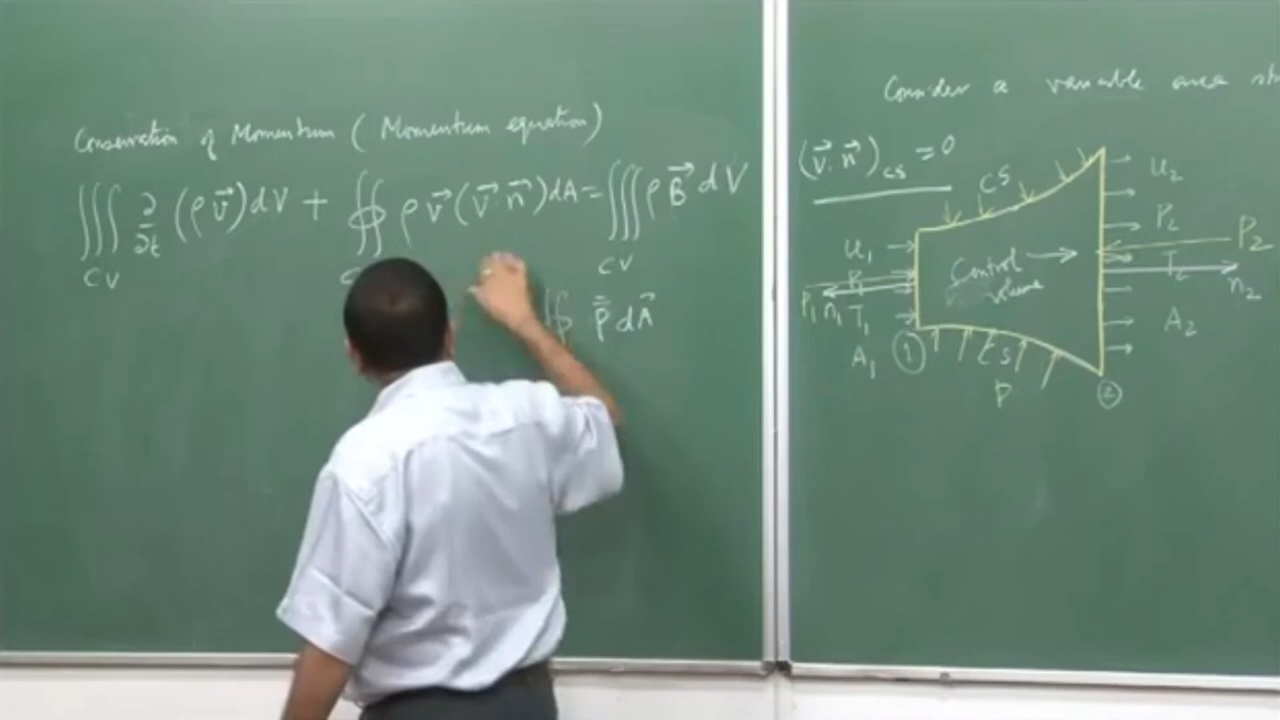 Conservation of Momentum (Momentum equation)
∭ ∂/∂t (ρv⃗)dV + ∯ ρv⃗(v⃗·n⃗)dA = ∭ρB⃗dV
CV C CV
∯ p̿ dA⃗
Consider a variable area
(v⃗·n⃗)cs = 0
CS
u₁
P₁
P₁ n₁ T₁
A₁
①
Control volume
CS
P
②
u₂
P₂
P₂
T₂
n₂
A₂